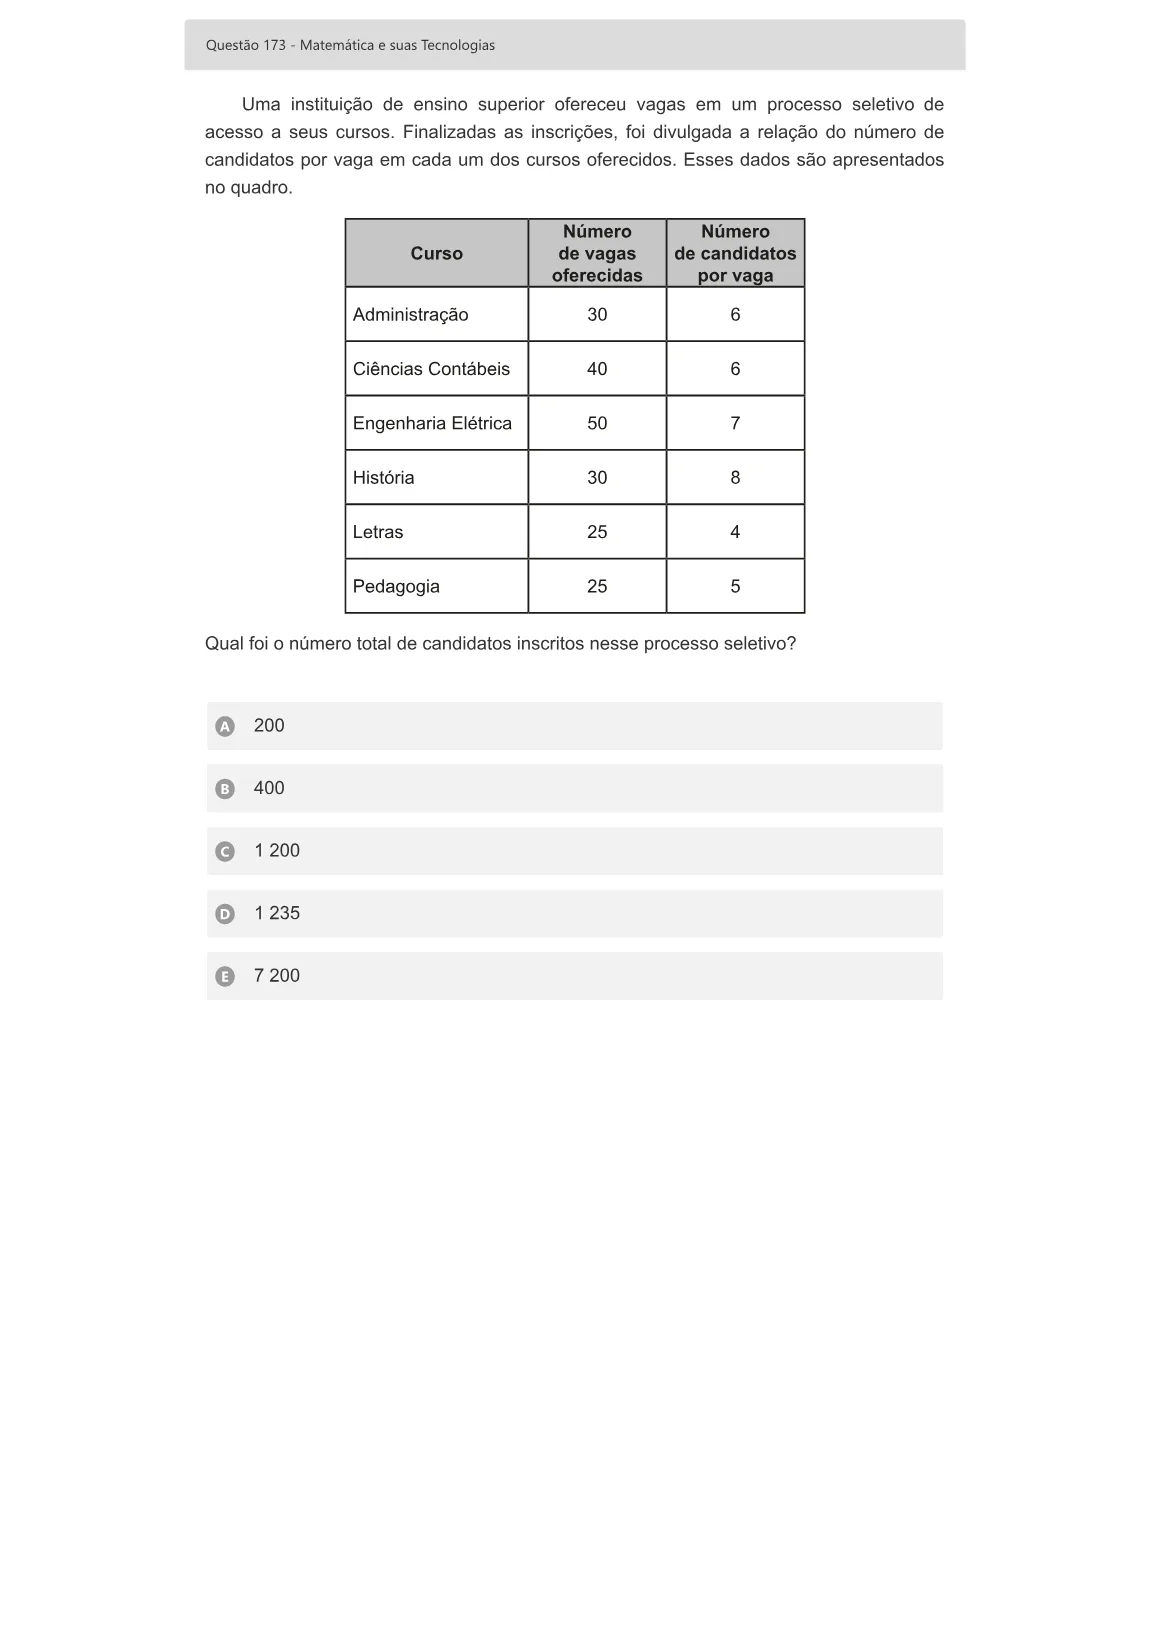 Questão 173 - Matemática e suas Tecnologias
Uma instituição de ensino superior ofereceu vagas em um processo seletivo de
acesso a seus cursos. Finalizadas as inscrições, foi divulgada a relação do número de
candidatos por vaga em cada um dos cursos oferecidos. Esses dados são apresentados
no quadro.
Curso
Número
de vagas
oferecidas
Número
de candidatos
por vaga
Administração 30 6
Ciências Contábeis 40 6
Engenharia Elétrica 50 7
História 30 8
Letras 25 4
Pedagogia 25 5
Qual foi o número total de candidatos inscritos nesse processo seletivo?
A 200
B 400
C 1 200
D 1 235
E 7 200